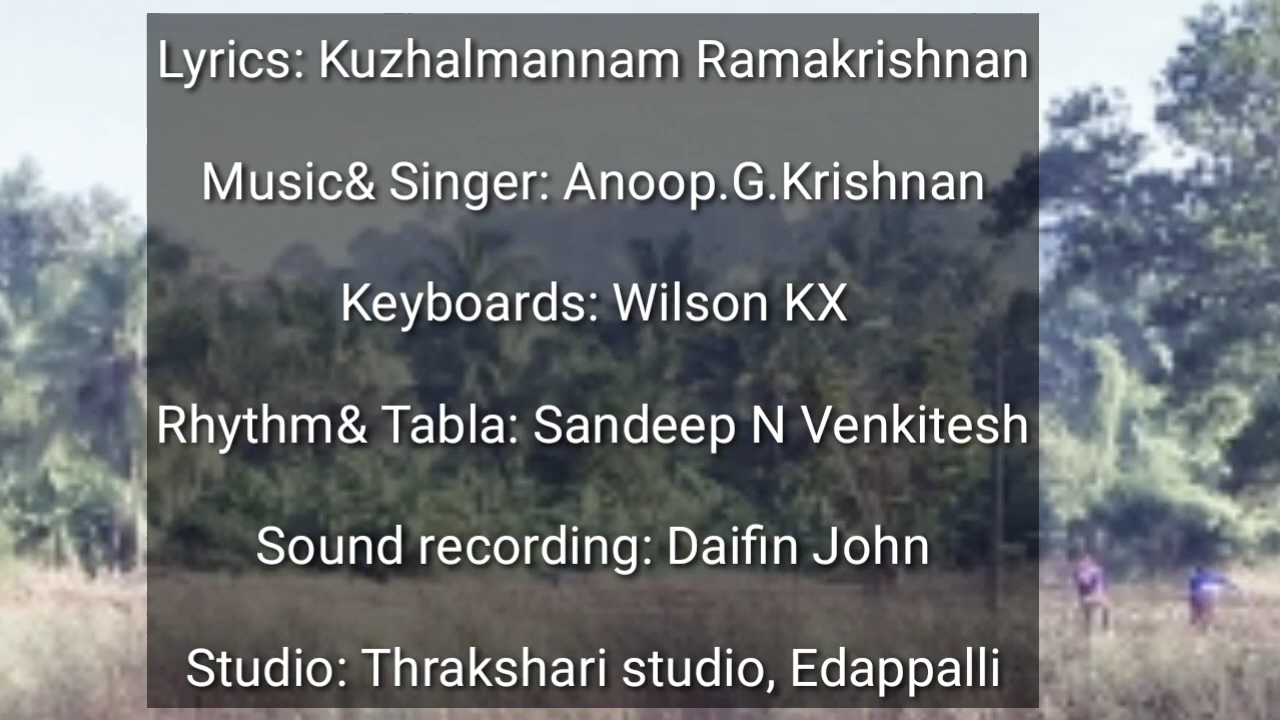 Lyrics: Kuzhalmannam Ramakrishnan
Music& Singer: Anoop.G.Krishnan
Keyboards: Wilson KX
Rhythm& Tabla: Sandeep N Venkitesh
Sound recording: Daifin John
Studio: Thrakshari studio, Edappalli